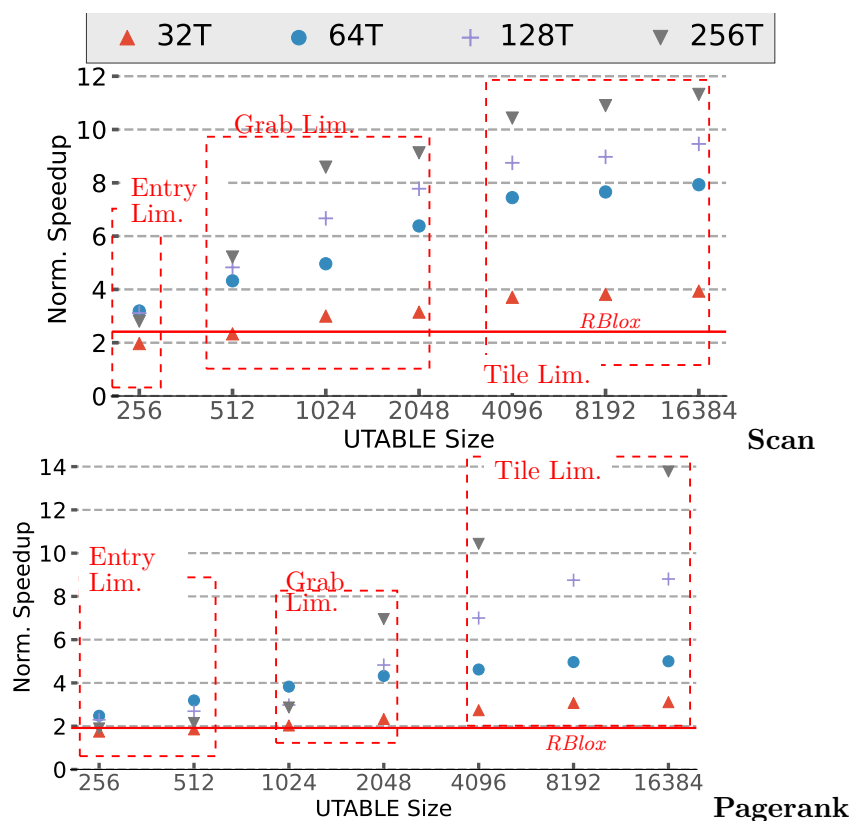 32T 64T 128T 256T
12
10
8
6
4
2
0
Norm. Speedup
Grab Lim.
Entry
Lim.
RBlox
Tile Lim.
256 512 1024 2048 4096 8192 16384
UTABLE Size
Scan
14
12
10
8
6
4
2
0
Norm. Speedup
Tile Lim.
Entry
Lim.
Grab
Lim.
RBlox
256 512 1024 2048 4096 8192 16384
UTABLE Size
Pagerank